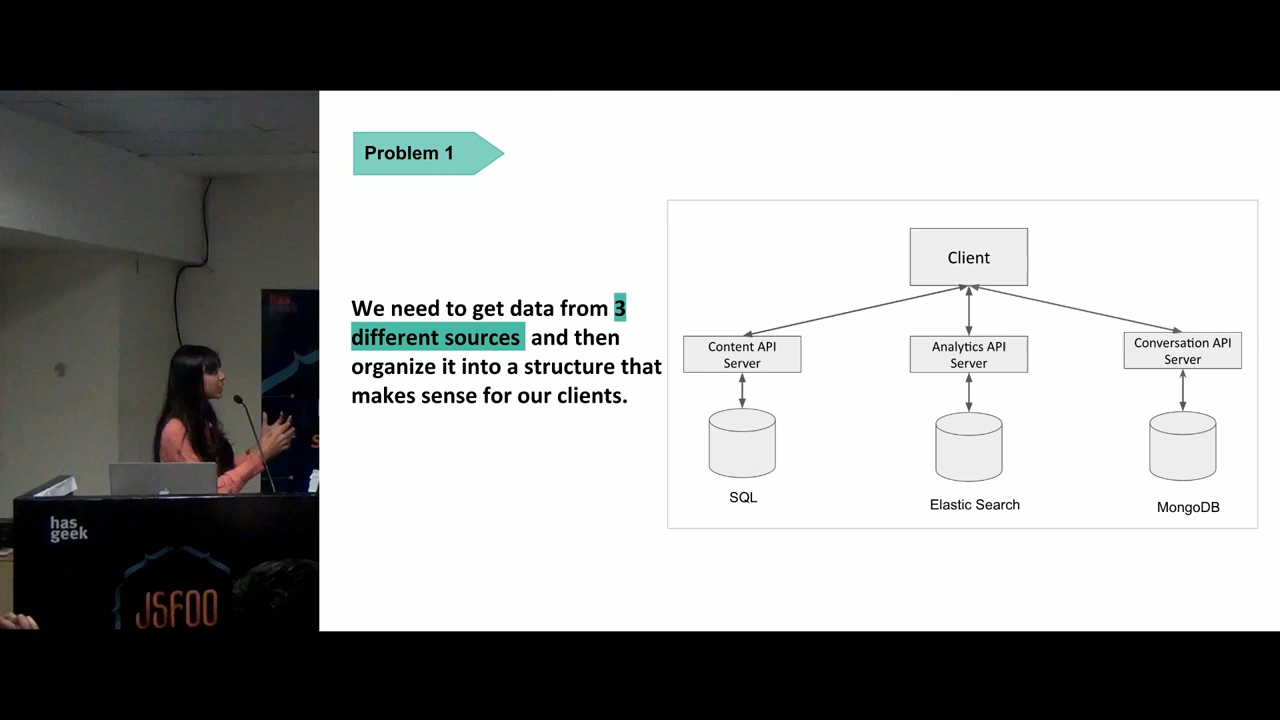 Problem 1
We need to get data from 3
different sources and then
organize it into a structure that
makes sense for our clients.
Client
Content API
Server
Analytics API
Server
Conversation API
Server
SQL
Elastic Search
MongoDB
has
geek
JSFOO